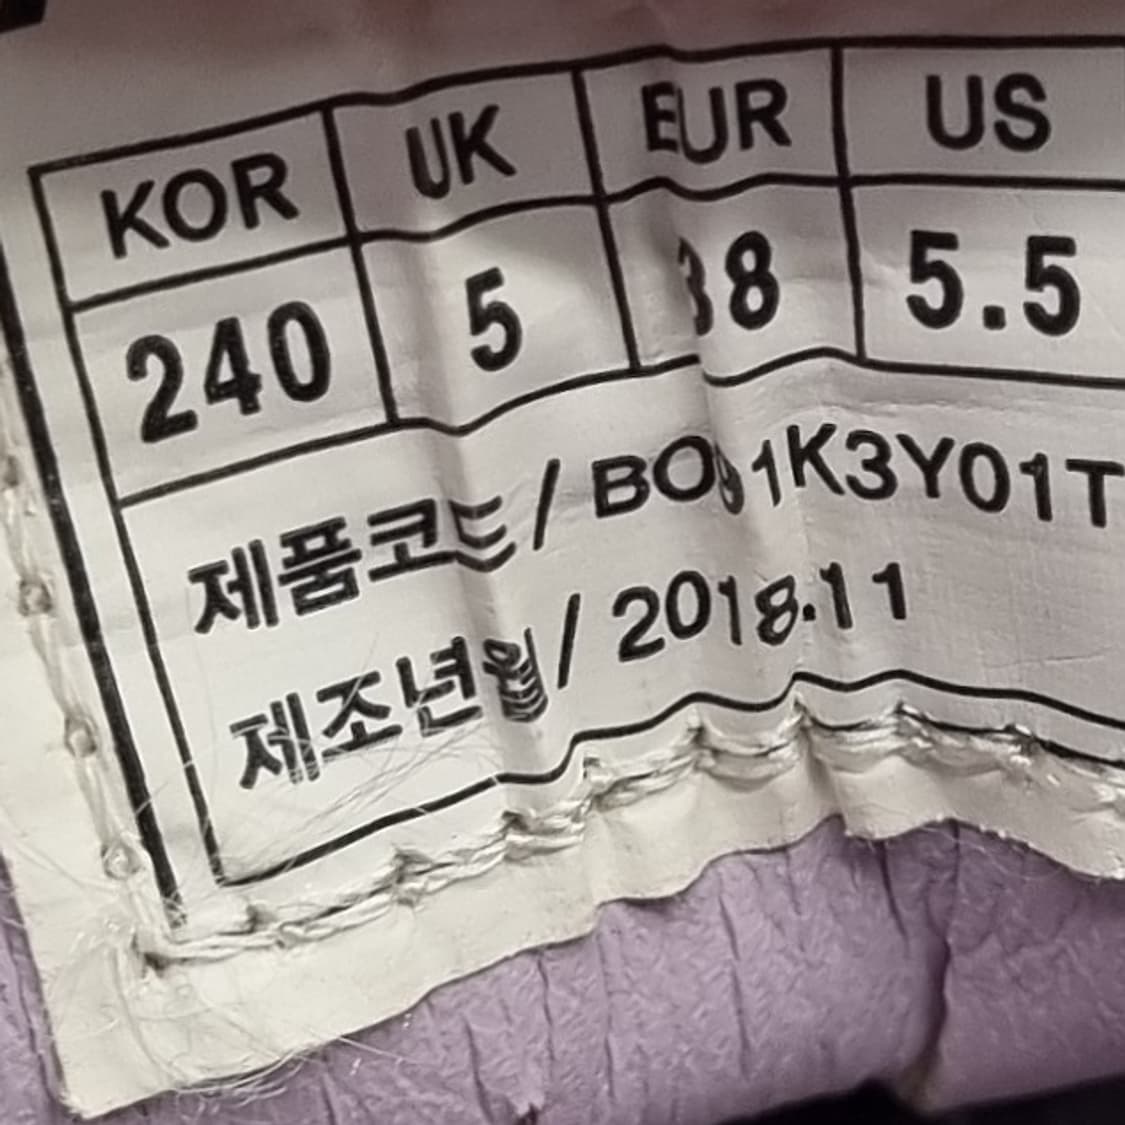 KOR UK EUR US
240 5 38 5.5
제품코드 / 1K3Y01T
제조년월 / 2018.11